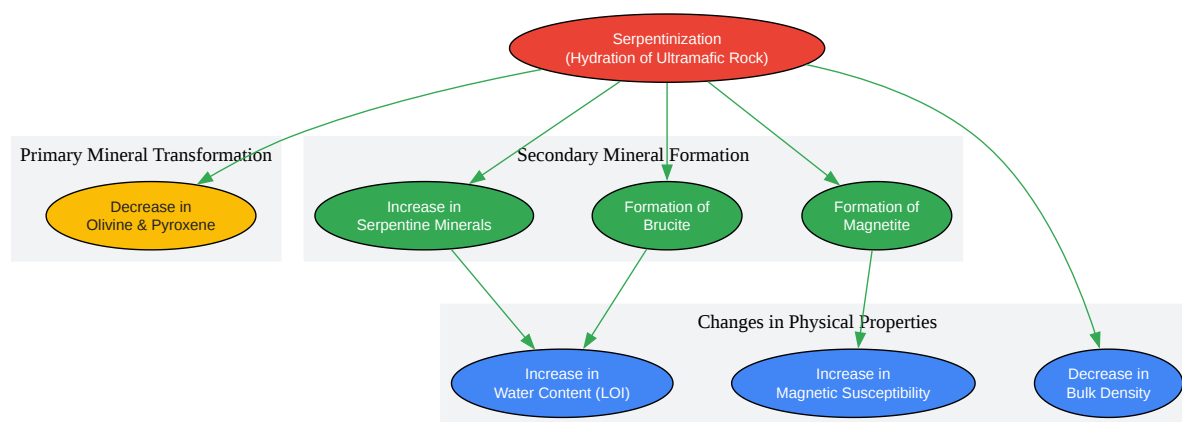 Serpentinization
(Hydration of Ultramafic Rock)
Primary Mineral Transformation
Secondary Mineral Formation
Decrease in
Olivine & Pyroxene
Increase in
Serpentine Minerals
Formation of
Brucite
Formation of
Magnetite
Changes in Physical Properties
Increase in
Water Content (LOI)
Increase in
Magnetic Susceptibility
Decrease in
Bulk Density